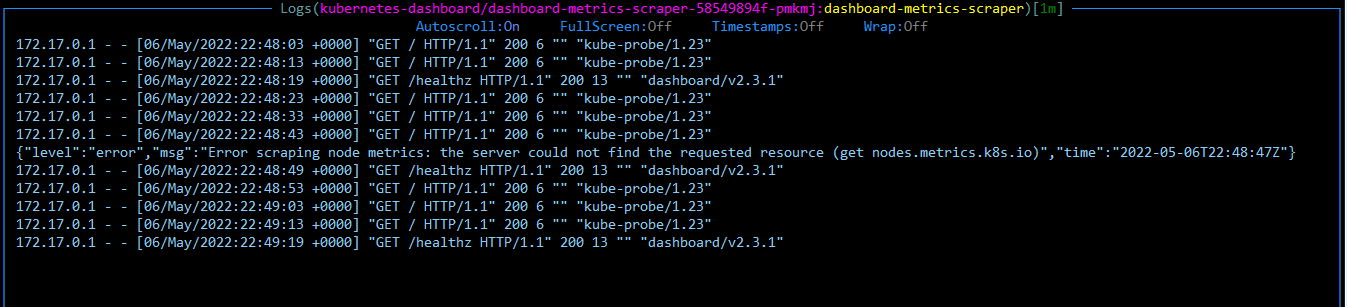 Logs(kubernetes-dashboard/dashboard-metrics-scraper-58549894f-pmkmj:dashboard-metrics-scraper)[1m]
Autoscroll:On FullScreen:Off Timestamps:Off Wrap:Off
172.17.0.1 - - [06/May/2022:22:48:03 +0000] "GET / HTTP/1.1" 200 6 "" "kube-probe/1.23"
172.17.0.1 - - [06/May/2022:22:48:13 +0000] "GET / HTTP/1.1" 200 6 "" "kube-probe/1.23"
172.17.0.1 - - [06/May/2022:22:48:19 +0000] "GET /healthz HTTP/1.1" 200 13 "" "dashboard/v2.3.1"
172.17.0.1 - - [06/May/2022:22:48:23 +0000] "GET / HTTP/1.1" 200 6 "" "kube-probe/1.23"
172.17.0.1 - - [06/May/2022:22:48:33 +0000] "GET / HTTP/1.1" 200 6 "" "kube-probe/1.23"
172.17.0.1 - - [06/May/2022:22:48:43 +0000] "GET / HTTP/1.1" 200 6 "" "kube-probe/1.23"
{"level":"error","msg":"Error scraping node metrics: the server could not find the requested resource (get nodes.metrics.k8s.io)","time":"2022-05-06T22:48:47Z"}
172.17.0.1 - - [06/May/2022:22:48:49 +0000] "GET /healthz HTTP/1.1" 200 13 "" "dashboard/v2.3.1"
172.17.0.1 - - [06/May/2022:22:48:53 +0000] "GET / HTTP/1.1" 200 6 "" "kube-probe/1.23"
172.17.0.1 - - [06/May/2022:22:49:03 +0000] "GET / HTTP/1.1" 200 6 "" "kube-probe/1.23"
172.17.0.1 - - [06/May/2022:22:49:13 +0000] "GET / HTTP/1.1" 200 6 "" "kube-probe/1.23"
172.17.0.1 - - [06/May/2022:22:49:19 +0000] "GET /healthz HTTP/1.1" 200 13 "" "dashboard/v2.3.1"